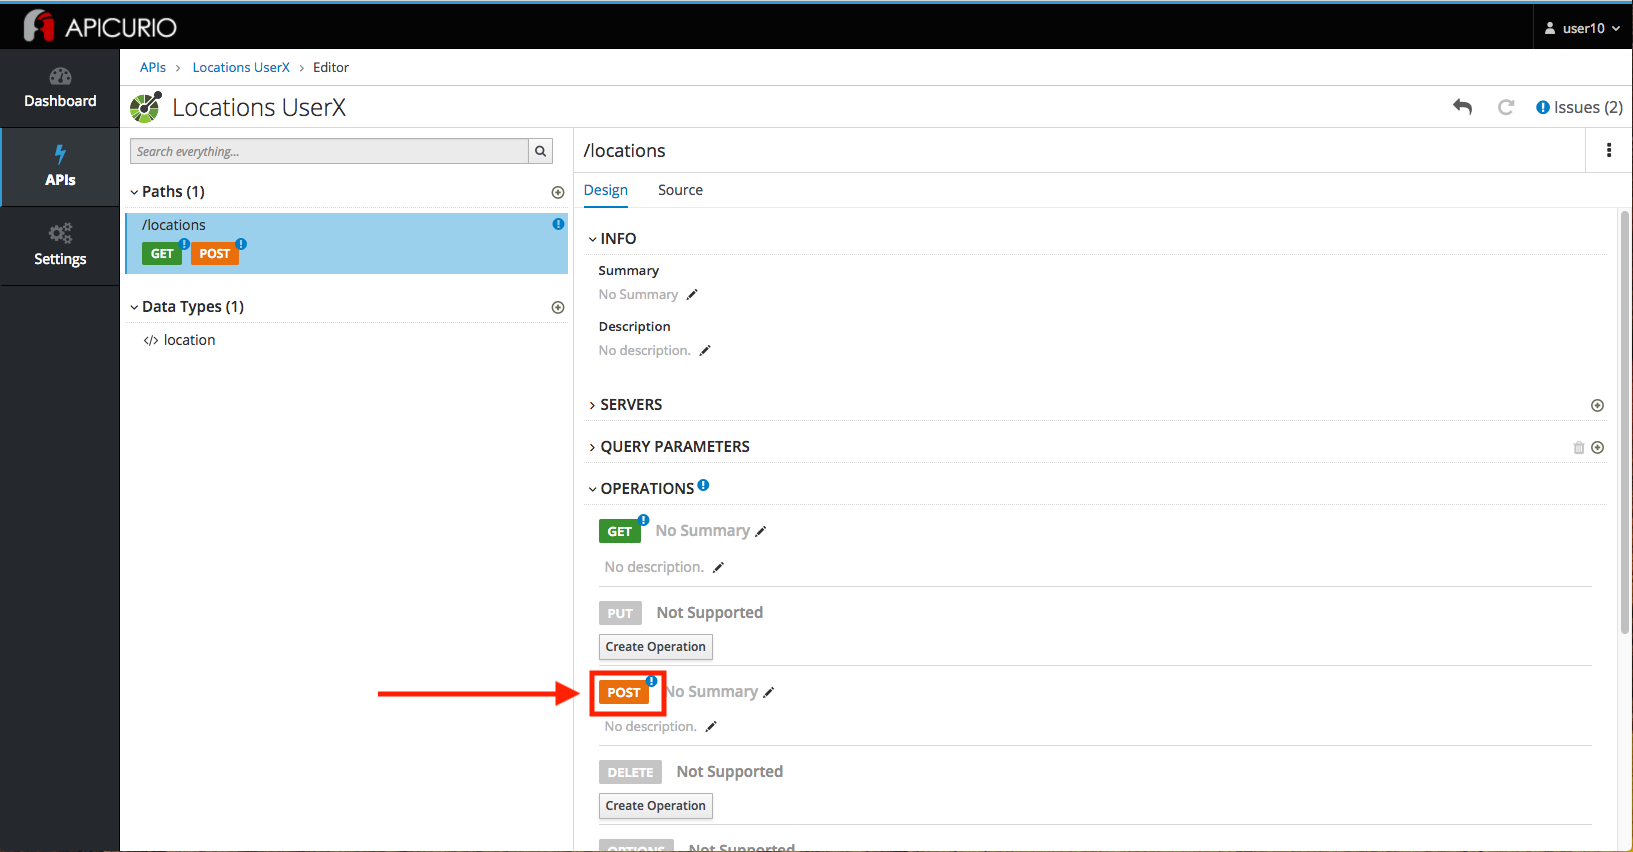 APICURIO
user10
Dashboard
APIs
Settings
APIs > Locations UserX > Editor
Locations UserX
Issues (2)
Search everything...
Paths (1)
/locations
GET POST
Data Types (1)
</> location
/locations
Design Source
INFO
Summary
No Summary
Description
No description.
SERVERS
QUERY PARAMETERS
OPERATIONS
GET No Summary
No description.
PUT Not Supported
Create Operation
POST No Summary
No description.
DELETE Not Supported
Create Operation
OPTIONS Not Supported